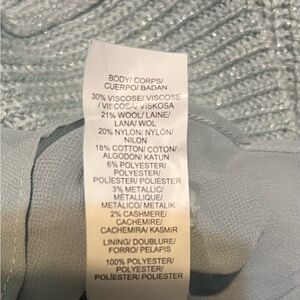 BODY/ CORPS/
CUERPO/ BADAN
30% VISCOSE/ VISCOSE
/ VISCOSA/ VISKOSA
21% WOOL/ LAINE/
LANA/ WOL
20% NYLON/ NYLÓN/
NILON
18% COTTON/ COTON/
ALGODON/ KATUN
6% POLYESTER/
POLYESTER/
POLIÉSTER/ POLIESTER
3% METALLIC/
MÉTALLIQUE/
METÁLICO/ METALIK
2% CASHMERE/
CACHEMIRE/
CACHEMIRA/ KASMIR
LINING/ DOUBLURE/
FORRO/ PELAPIS
100% POLYESTER/
POLYESTER/
POLIÉSTER/ POLIESTER